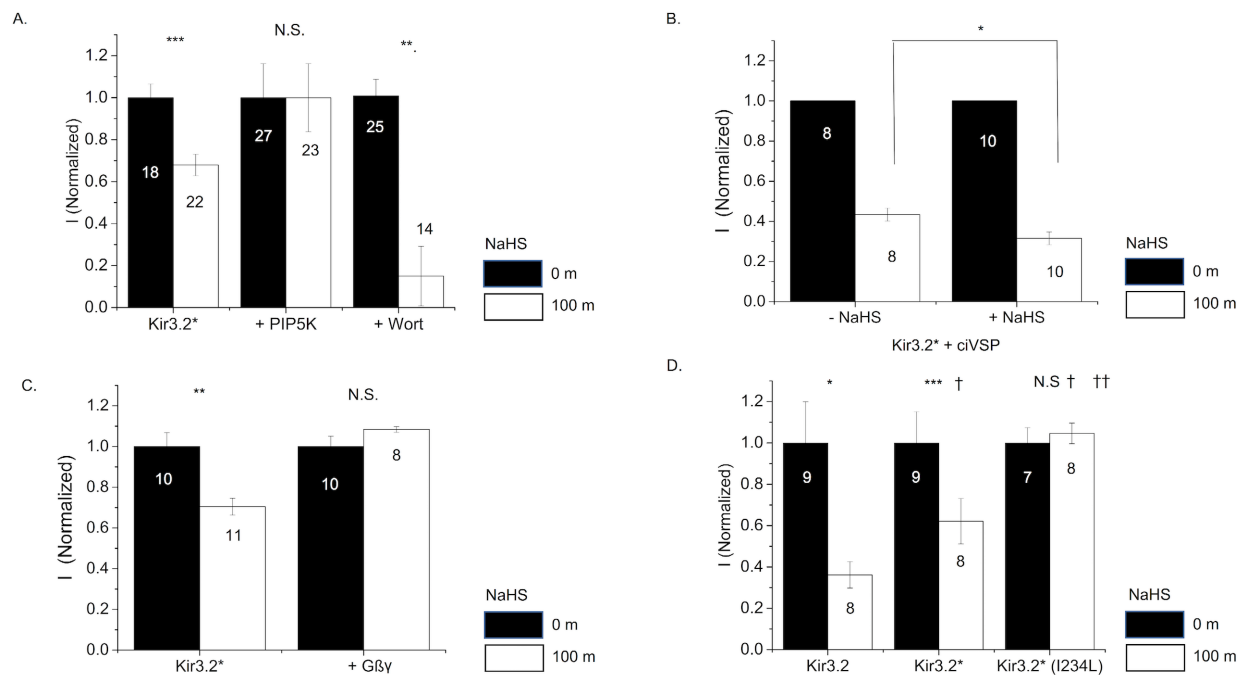 A.
*** N.S. **.
I (Normalized)
1.2
1.0
0.8
0.6
0.4
0.2
0.0
18
22
27
23
25
14
Kir3.2* + PIP5K + Wort
NaHS
0 m
100 m
B.
*
I (Normalized)
1.2
1.0
0.8
0.6
0.4
0.2
0.0
8
8
10
10
- NaHS + NaHS
Kir3.2* + ciVSP
NaHS
0 m
100 m
C.
** N.S.
I (Normalized)
1.2
1.0
0.8
0.6
0.4
0.2
0.0
10
11
10
8
Kir3.2* + Gßγ
NaHS
0 m
100 m
D.
* *** † N.S † ††
I (Normalized)
1.2
1.0
0.8
0.6
0.4
0.2
0.0
9
8
9
8
7
8
Kir3.2 Kir3.2* Kir3.2* (I234L)
NaHS
0 m
100 m